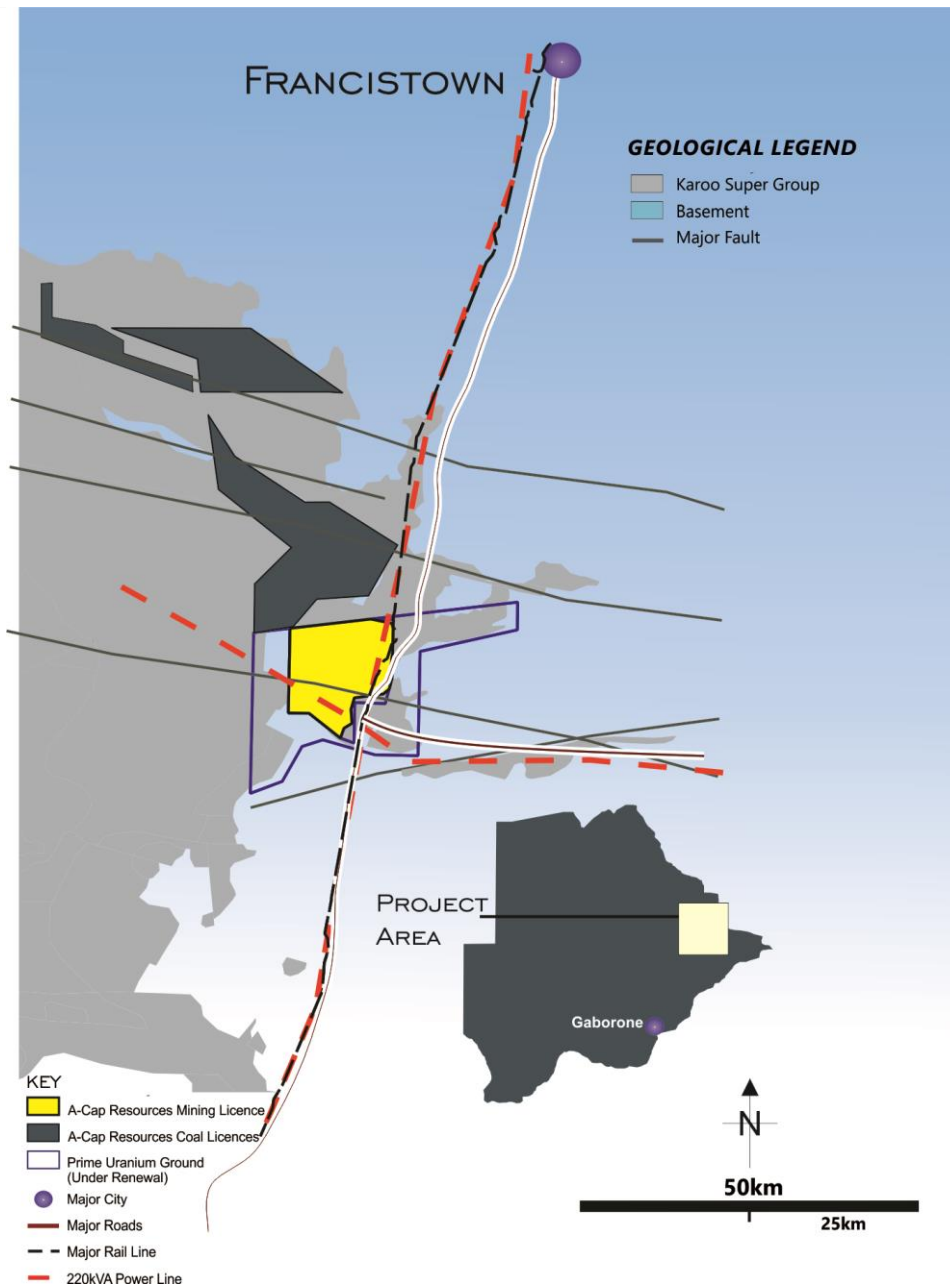 FRANCISTOWN
GEOLOGICAL LEGEND
Karoo Super Group
Basement
Major Fault
PROJECT
AREA
Gaborone
KEY
A-Cap Resources Mining Licence
A-Cap Resources Coal Licences
Prime Uranium Ground
(Under Renewal)
Major City
Major Roads
Major Rail Line
220kVA Power Line
N
50km
25km